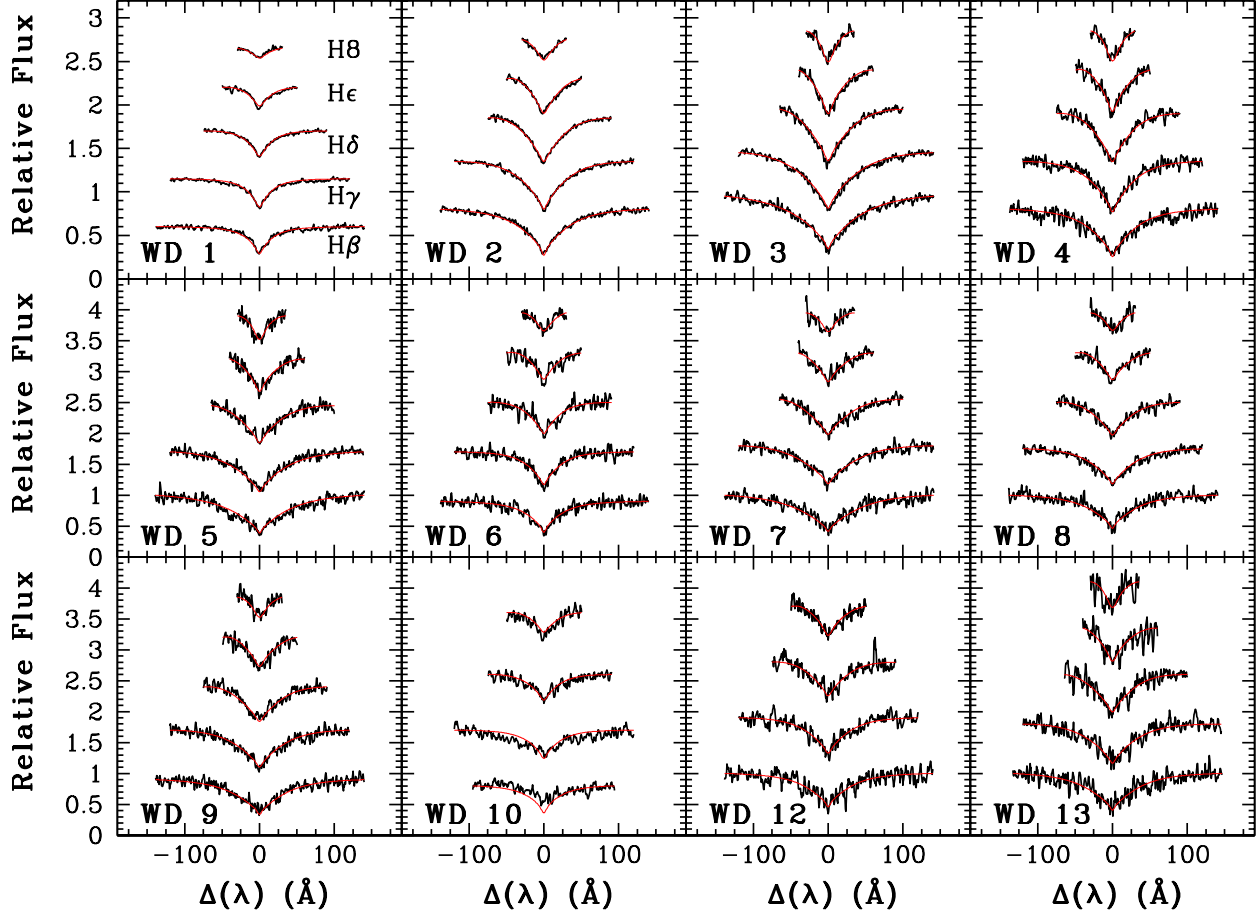 Relative Flux
3
2.5
2
1.5
1
0.5
0
H8
Hϵ
Hδ
Hγ
Hβ
WD 1
WD 2
WD 3
WD 4
Relative Flux
4
3.5
3
2.5
2
1.5
1
0.5
0
WD 5
WD 6
WD 7
WD 8
Relative Flux
4
3.5
3
2.5
2
1.5
1
0.5
0
WD 9
WD 10
WD 12
WD 13
−100 0 100 −100 0 100 −100 0 100 −100 0 100
Δ(λ) (Å) Δ(λ) (Å) Δ(λ) (Å) Δ(λ) (Å)